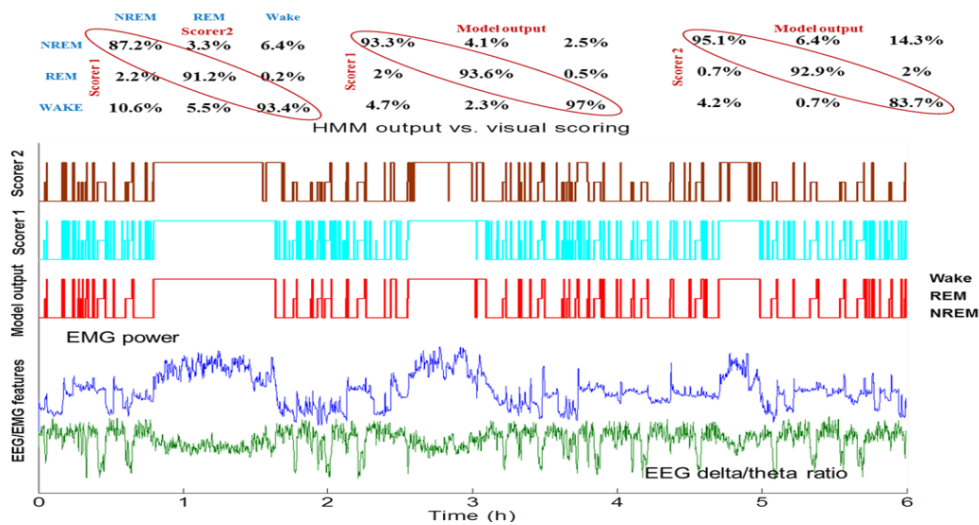 NREM REM Wake
Scorer2
Model output
Model output
NREM 87.2% 3.3% 6.4% 93.3% 4.1% 2.5% 95.1% 6.4% 14.3%
Scorer 1
Scorer 1
Scorer 2
REM 2.2% 91.2% 0.2% 2% 93.6% 0.5% 0.7% 92.9% 2%
WAKE 10.6% 5.5% 93.4% 4.7% 2.3% 97% 4.2% 0.7% 83.7%
HMM output vs. visual scoring
Scorer 2
Scorer 1
Model output
Wake
REM
NREM
EMG power
EEG/EMG features
EEG delta/theta ratio
0 1 2 3 4 5 6
Time (h)